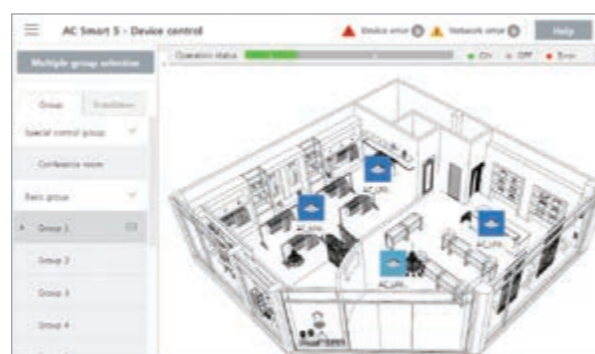 AC Smart 5 - Device control
Device error
Network error
Help
Multiple group selection
Operation status
ON
OFF
Error
Group
Special control group
Conference room
Basic group
Group 1
Group 2
Group 3
Group 4